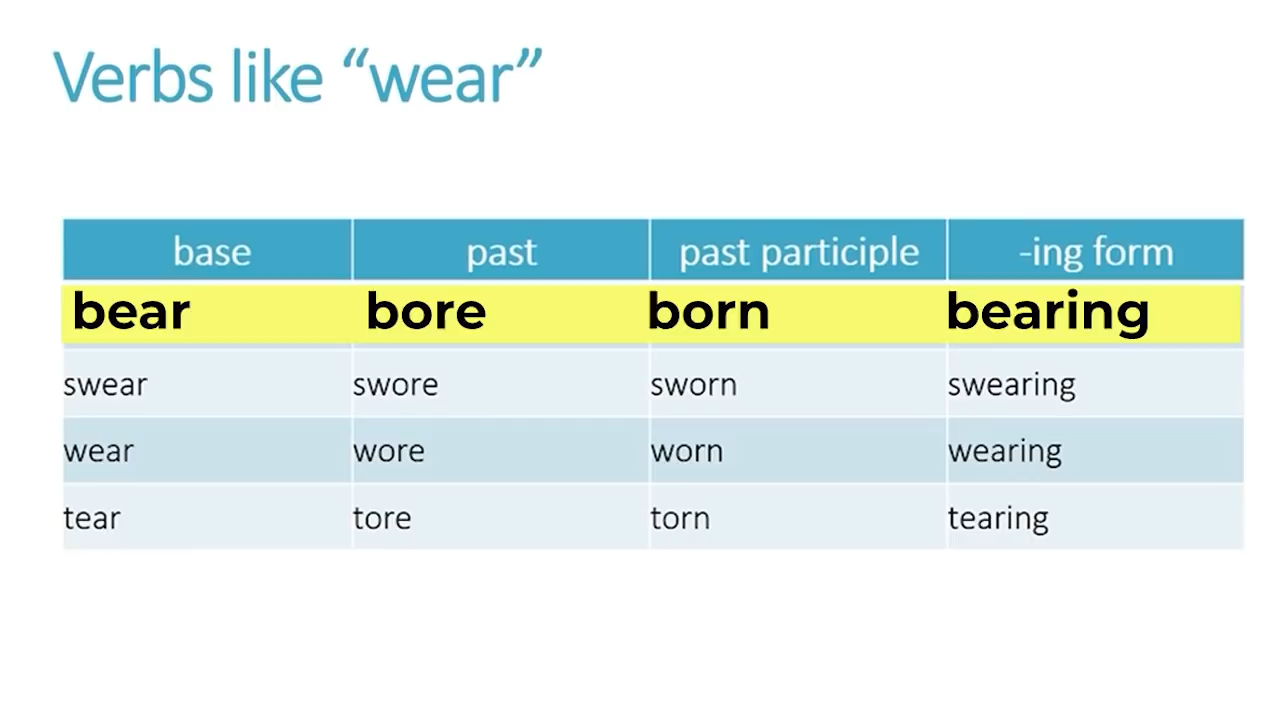 Verbs like “wear”
base past past participle -ing form
bear bore born bearing
swear swore sworn swearing
wear wore worn wearing
tear tore torn tearing